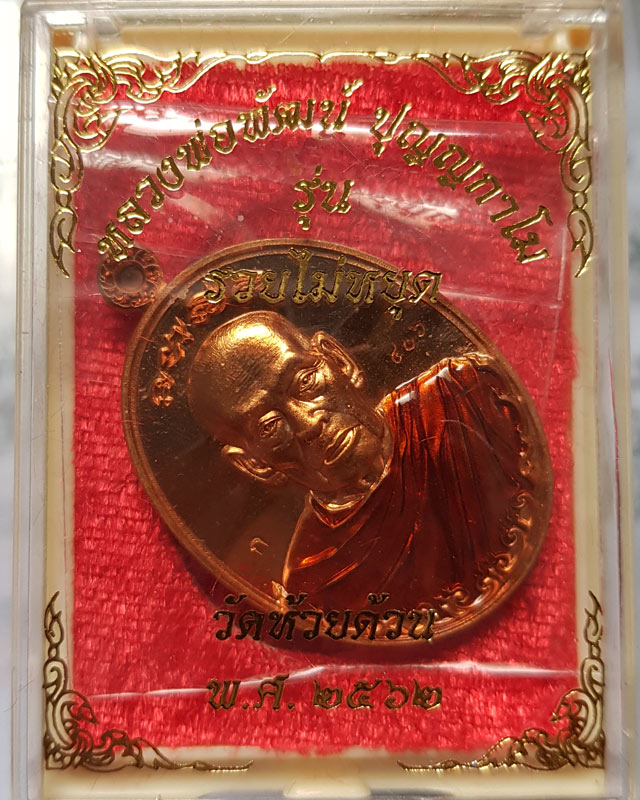 หลวงพ่อพัฒน์ ปุญฺญกาโม
รุ่น
รวยไม่หยุด
วัดห้วยด้วน
พ.ศ. ๒๕๖๒